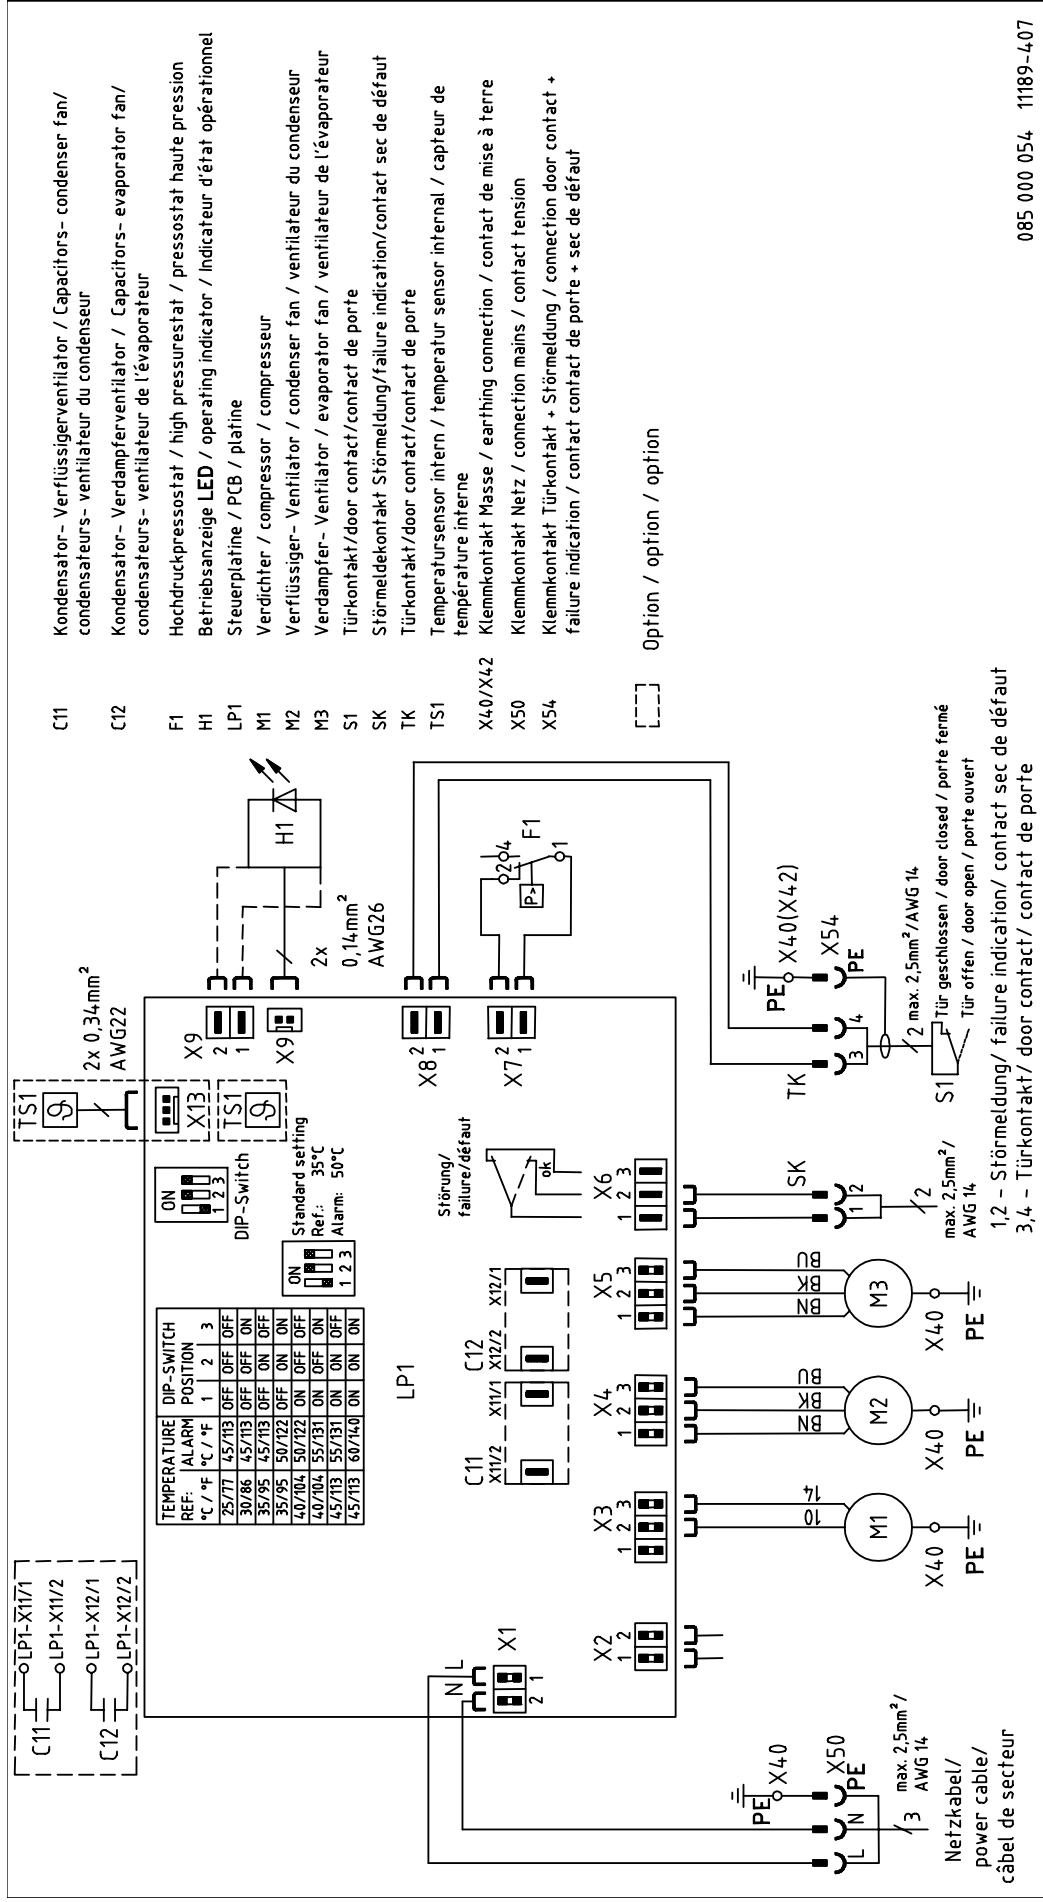 C11 Kondensator- Verflüssigerventilator / Capacitors- condenser fan/
condensateurs- ventilateur du condenseur
C12 Kondensator- Verdampferventilator / Capacitors- evaporator fan/
condensateurs- ventilateur de l'évaporateur
F1 Hochdruckpressostat / high pressurestat / pressostat haute pression
H1 Betriebsanzeige LED / operating indicator / Indicateur d'état opérationnel
LP1 Steuerplatine / PCB / platine
M1 Verdichter / compressor / compresseur
M2 Verflüssiger- Ventilator / condenser fan / ventilateur du condenseur
M3 Verdampfer- Ventilator / evaporator fan / ventilateur de l'évaporateur
S1 Türkontakt/door contact/contact de porte
SK Störmeldekontakt Störmeldung/failure indication/contact sec de défaut
TK Türkontakt/door contact/contact de porte
TS1 Temperatursensor intern / temperatur sensor internal / capteur de
température interne
X40/X42 Klemmkontakt Masse / earthing connection / contact de mise à terre
X50 Klemmkontakt Netz / connection mains / contact tension
X54 Klemmkontakt Türkontakt + Störmeldung / connection door contact +
failure indication / contact contact de porte + sec de défaut
Option / option / option
085 000 054 11189-407
C11
LP1-X11/1
LP1-X11/2
C12
LP1-X12/1
LP1-X12/2
TS1
2x 0,34mm²
AWG22
X13
TS1
X9
2
1
X9
H1
2x
0,14mm²
AWG26
ON
1 2 3
DIP-Switch
Standard setting
Ref.: 35°C
Alarm: 50°C
ON
1 2 3
TEMPERATURE DIP-SWITCH
REF: ALARM POSITION
°C / °F °C / °F 1 2 3
25/77 45/113 OFF OFF OFF
30/86 45/113 OFF OFF ON
35/95 45/113 OFF ON OFF
35/95 50/122 OFF ON ON
40/104 50/122 ON OFF OFF
40/104 55/131 ON OFF ON
45/113 55/131 ON ON OFF
45/113 60/140 ON ON ON
LP1
X8
2
1
X7
2
1
F1
P>
2
4
1
Störung/
failure/défaut
ok
C11
X11/2 X11/1
C12
X12/2 X12/1
N L
X1
2 1
X2
1 2
X3
1 2 3
X4
1 2 3
X5
1 2 3
X6
1 2 3
10 14
M1
X40
PE
BN BK BU
M2
X40
PE
BN BK BU
M3
X40
PE
SK
1 2
2
max. 2,5mm²/
AWG 14
TK
3 4
PE
X40(X42)
X54
PE
2 max. 2,5mm²/AWG 14
S1
Tür geschlossen / door closed / porte fermé
Tür offen / door open / porte ouvert
1,2 - Störmeldung/ failure indication/ contact sec de défaut
3,4 - Türkontakt/ door contact/ contact de porte
PE
X40
X50
L N PE
3
max. 2,5mm²/
AWG 14
Netzkabel/
power cable/
câbel de secteur